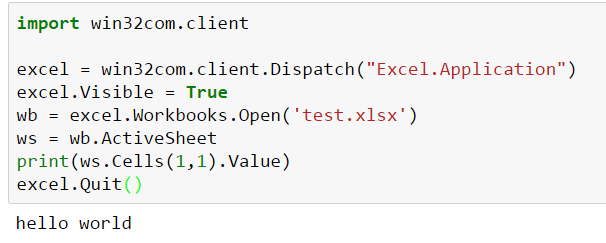 import win32com.client
excel = win32com.client.Dispatch("Excel.Application")
excel.Visible = True
wb = excel.Workbooks.Open('test.xlsx')
ws = wb.ActiveSheet
print(ws.Cells(1,1).Value)
excel.Quit()
hello world